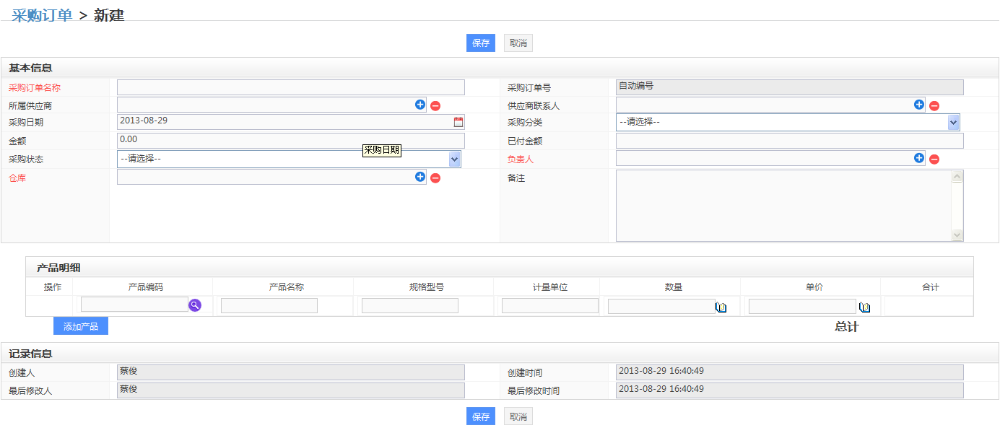 采购订单 > 新建
保存 取消
基本信息
采购订单名称 采购订单号 自动编号
所属供应商 供应商联系人
采购日期 2013-08-29 采购分类 --请选择--
金额 0.00 已付金额
采购日期
采购状态 --请选择-- 负责人
仓库 备注
产品明细
操作 产品编码 产品名称 规格型号 计量单位 数量 单价 合计
添加产品 总计
记录信息
创建人 蔡俊 创建时间 2013-08-29 16:40:49
最后修改人 蔡俊 最后修改时间 2013-08-29 16:40:49
保存 取消